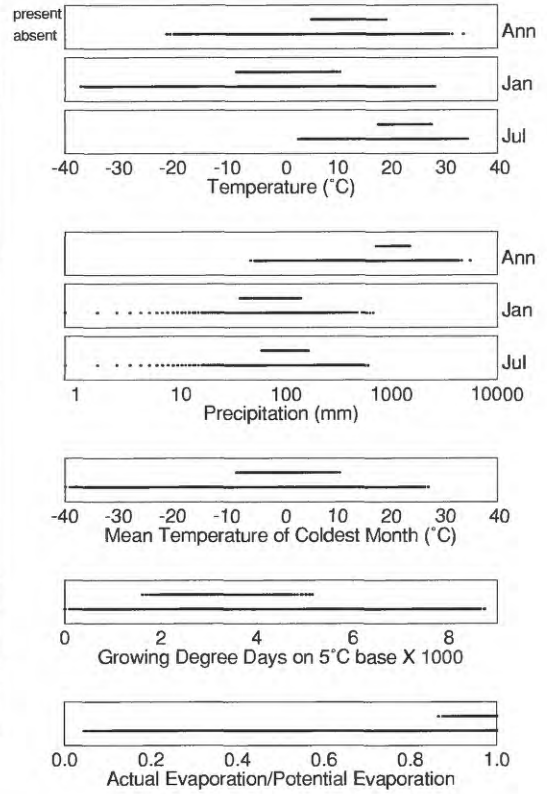 present
absent
Ann
Jan
Jul
-40 -30 -20 -10 0 10 20 30 40
Temperature (°C)
Ann
Jan
Jul
1 10 100 1000 10000
Precipitation (mm)
-40 -30 -20 -10 0 10 20 30 40
Mean Temperature of Coldest Month (°C)
0 2 4 6 8
Growing Degree Days on 5°C base X 1000
0.0 0.2 0.4 0.6 0.8 1.0
Actual Evaporation/Potential Evaporation